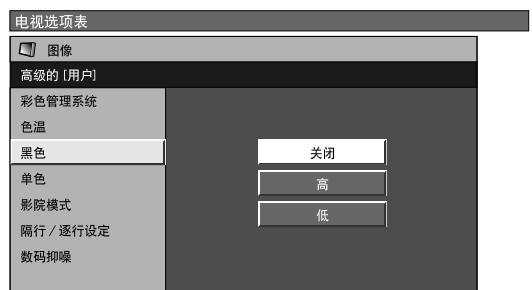 电视选项表
图像
高级的 [用户]
彩色管理系统
色温
黑色
单色
影院模式
隔行 / 逐行设定
数码抑噪
关闭
高
低